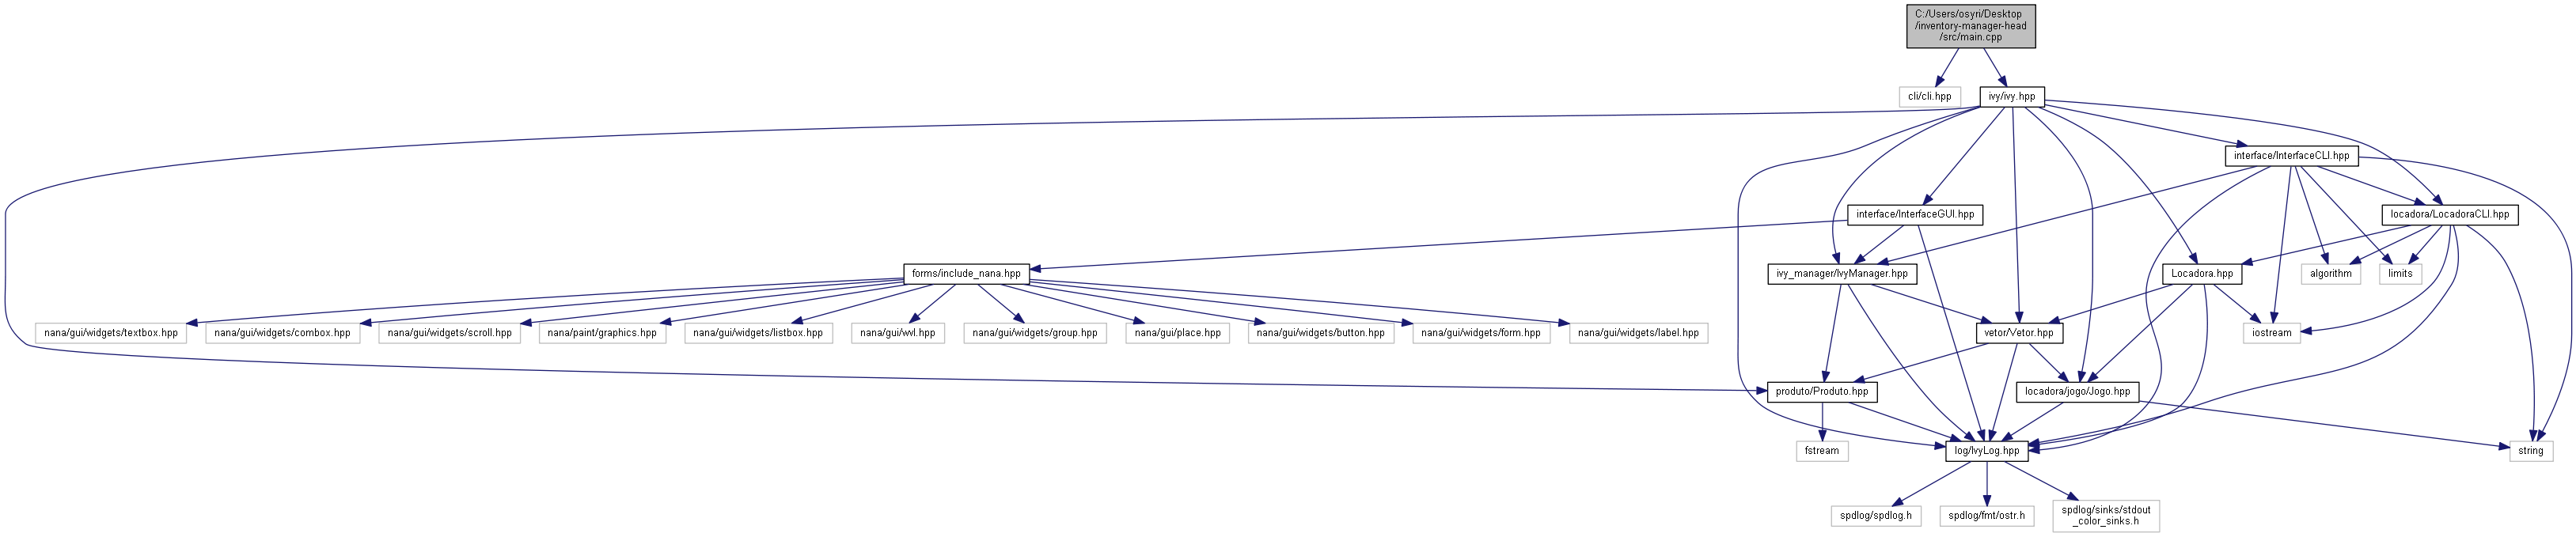 C:/Users/osyri/Desktop
/inventory-manager-head
/src/main.cpp
cli/cli.hpp
ivy/ivy.hpp
interface/InterfaceCLI.hpp
interface/InterfaceGUI.hpp
locadora/LocadoraCLI.hpp
forms/include_nana.hpp
ivy_manager/IvyManager.hpp
Locadora.hpp
algorithm
limits
nana/gui/widgets/textbox.hpp
nana/gui/widgets/combox.hpp
nana/gui/widgets/scroll.hpp
nana/paint/graphics.hpp
nana/gui/widgets/listbox.hpp
nana/gui/wvl.hpp
nana/gui/widgets/group.hpp
nana/gui/place.hpp
nana/gui/widgets/button.hpp
nana/gui/widgets/form.hpp
nana/gui/widgets/label.hpp
vetor/Vetor.hpp
iostream
produto/Produto.hpp
locadora/jogo/Jogo.hpp
fstream
log/IvyLog.hpp
string
spdlog/spdlog.h
spdlog/fmt/ostr.h
spdlog/sinks/stdout
_color_sinks.h